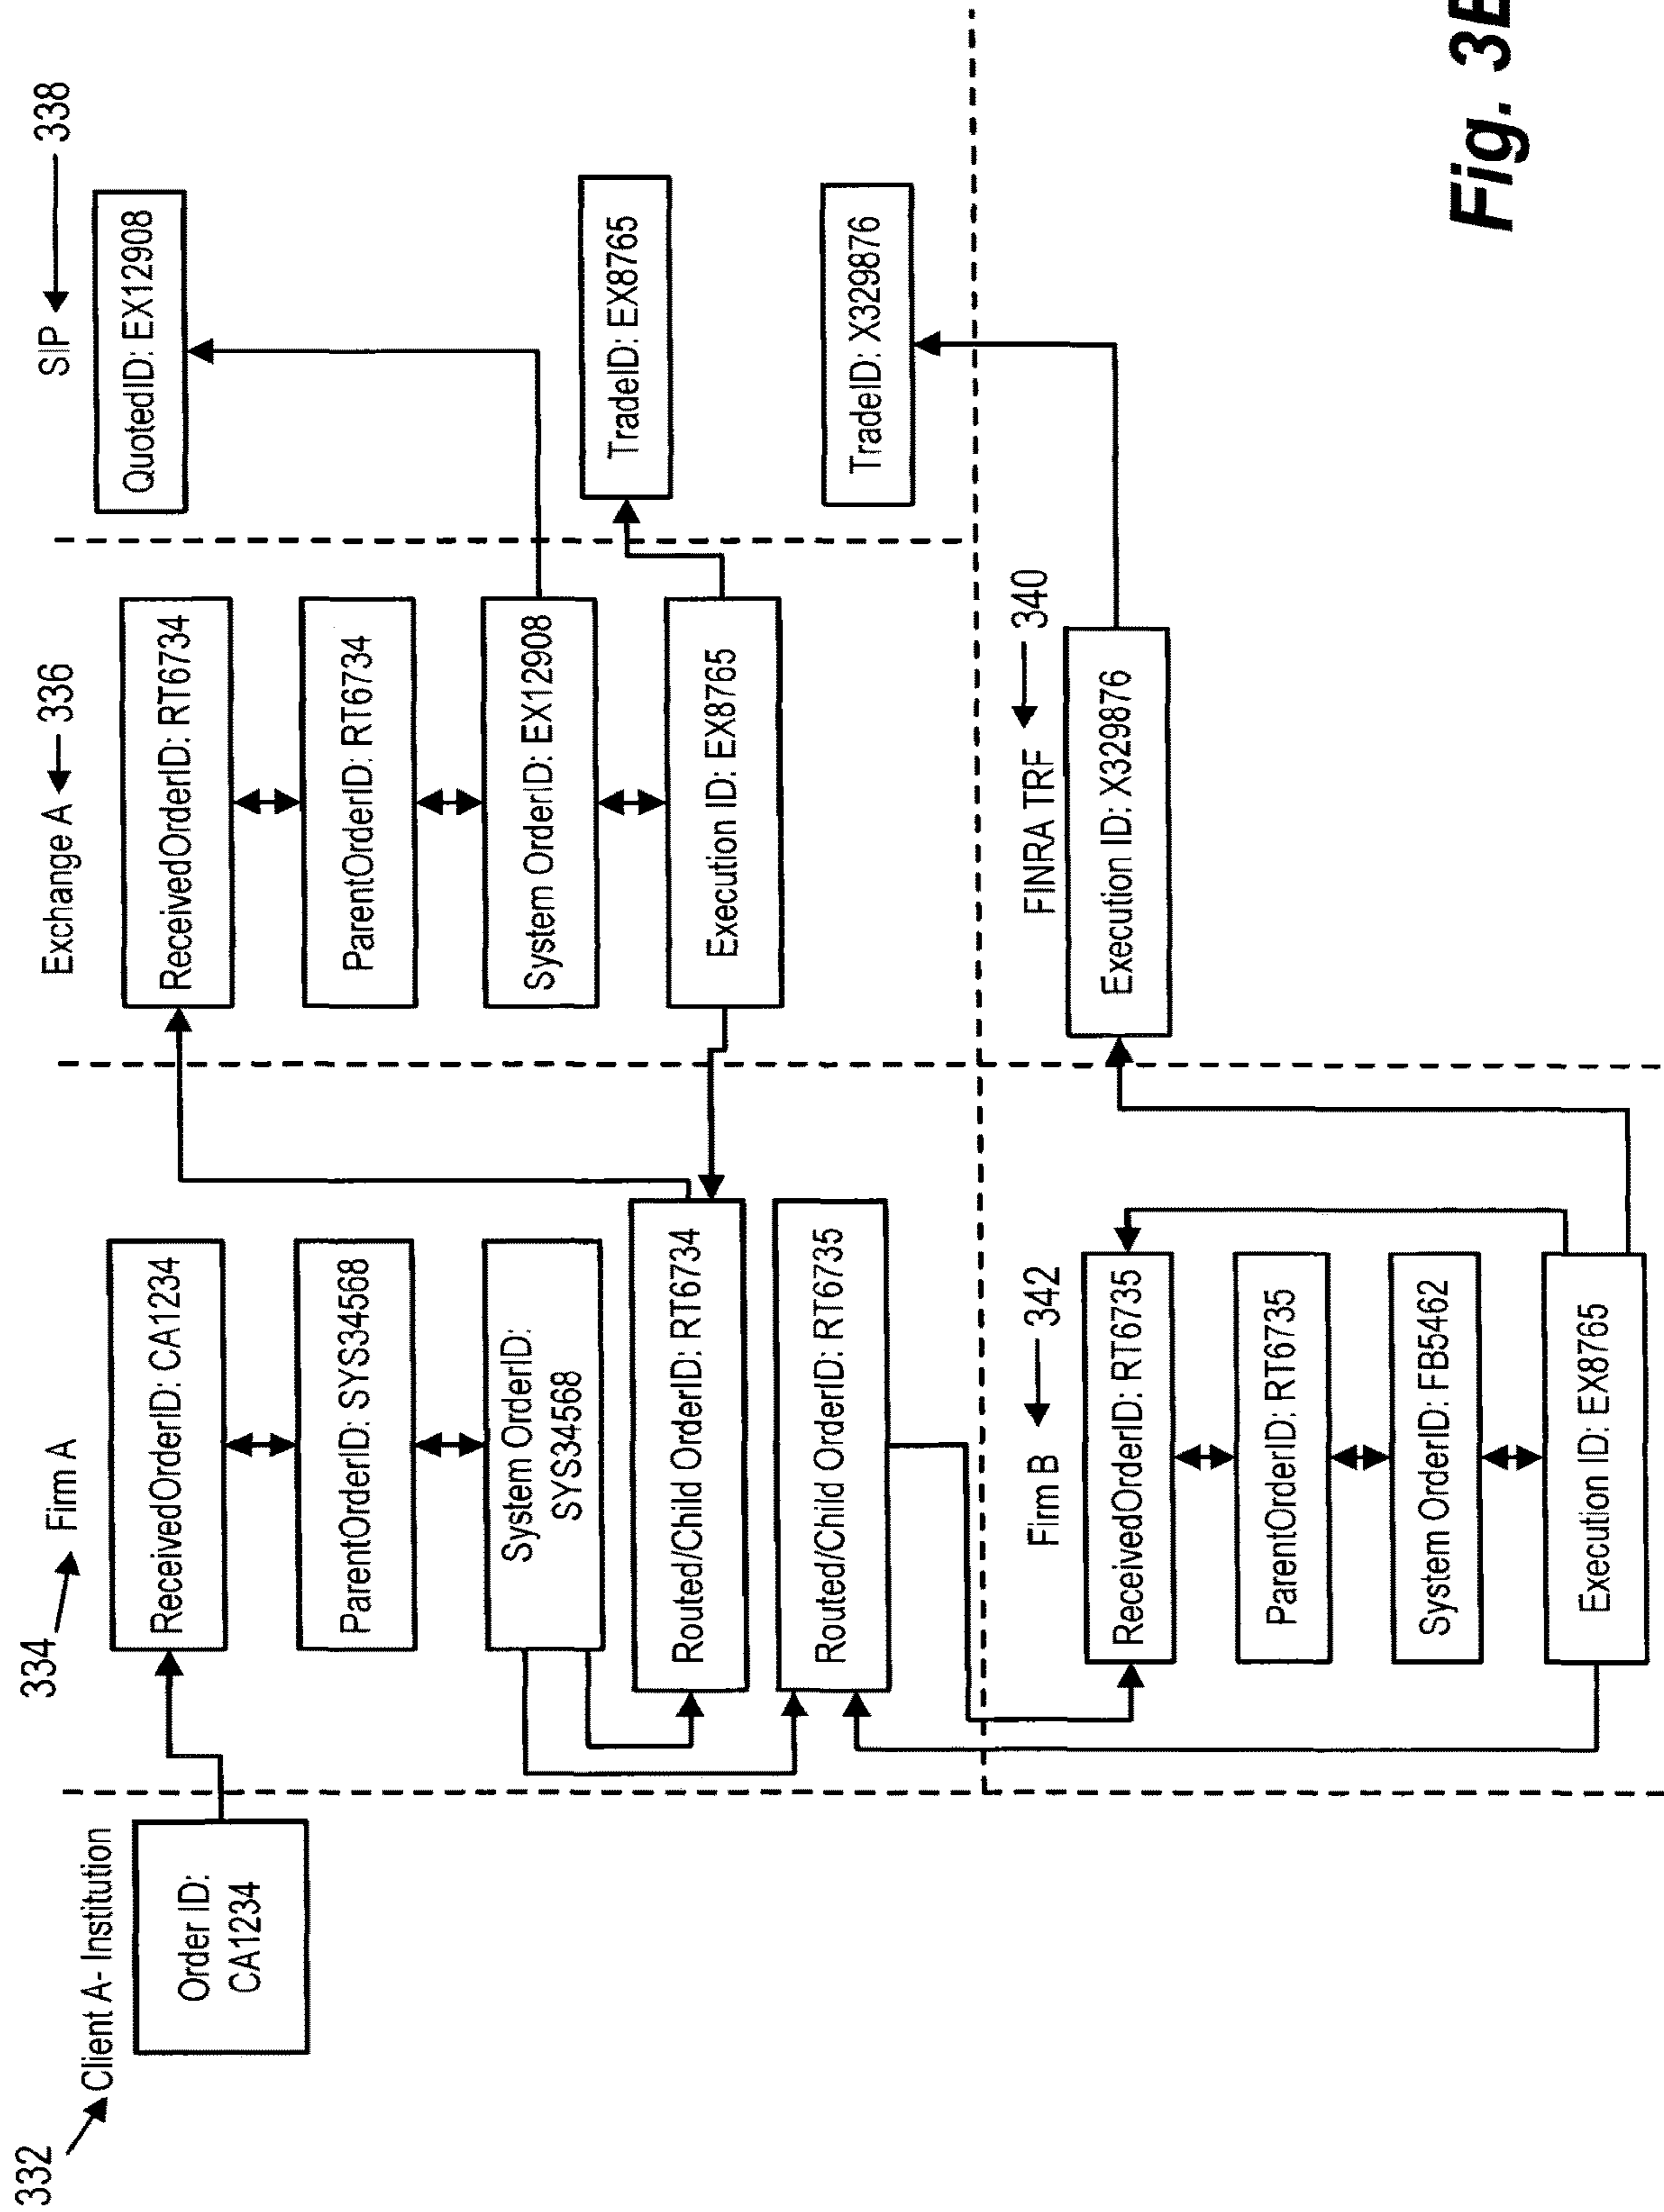 332
Client A- Institution
Order ID:
CA1234
334
Firm A
ReceivedOrderID: CA1234
ParentOrderID: SYS34568
System OrderID:
SYS34568
Routed/Child OrderID: RT6734
Routed/Child OrderID: RT6735
Exchange A
336
ReceivedOrderID: RT6734
ParentOrderID: RT6734
System OrderID: EX12908
Execution ID: EX8765
SIP
338
QuotedID: EX12908
TradeID: EX8765
TradeID: X329876
Firm B
342
ReceivedOrderID: RT6735
ParentOrderID: RT6735
System OrderID: FB5462
Execution ID: EX8765
FINRA TRF
340
Execution ID: X329876
Fig. 3B